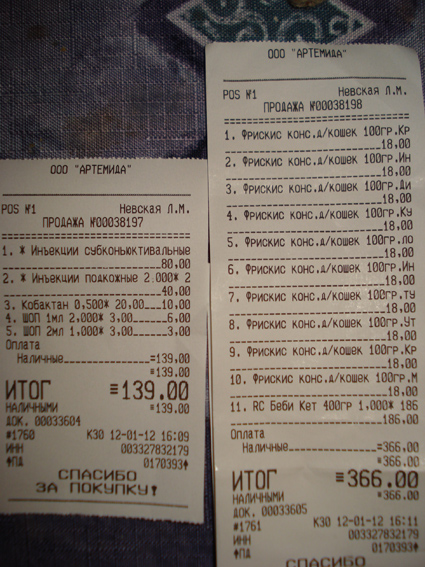 ООО "АРТЕМИДА"
POS №1 Невская Л.М.
ПРОДАЖА №00038197
1. * Инъекции субконьюктивальные
80,00
2. * Инъекции подкожные 2,000* 2
40,00
3. Кобактан 0,500* 20,00 10,00
4. ШОП 1мл 2,000* 3,00 6,00
5. ШОП 2мл 1,000* 3,00 3,00
Оплата
Наличные =139,00
=139.00
ИТОГ =139.00
НАЛИЧНЫМИ =139.00
ДОК. 00033604
#1760 К30 12-01-12 16:09
ИНН 003327832179
ПД 0170393
СПАСИБО
ЗА ПОКУПКУ!
ООО "АРТЕМИДА"
POS №1 Невская Л.М.
ПРОДАЖА №00038198
1. Фрискис конс.д/кошек 100гр.Кр
18,00
2. Фрискис конс.д/кошек 100гр.Ин
18,00
3. Фрискис конс.д/кошек 100гр.Ди
18,00
4. Фрискис конс.д/кошек 100гр.Ку
18,00
5. Фрискис конс.д/кошек 100гр.ло
18,00
6. Фрискис конс.д/кошек 100гр.Ин
18,00
7. Фрискис конс.д/кошек 100гр.ту
18,00
8. Фрискис конс.д/кошек 100гр.Ут
18,00
9. Фрискис конс.д/кошек 100гр.Кр
18,00
10. Фрискис конс.д/кошек 100гр.М
18,00
11. RC Беби Кет 400гр 1,000* 186
186,00
Оплата
Наличные =366,00
=366.00
ИТОГ =366.00
НАЛИЧНЫМИ =366.00
ДОК. 00033605
#1761 К30 12-01-12 16:11
ИНН 003327832179
ПД 0170393
СПАСИБО